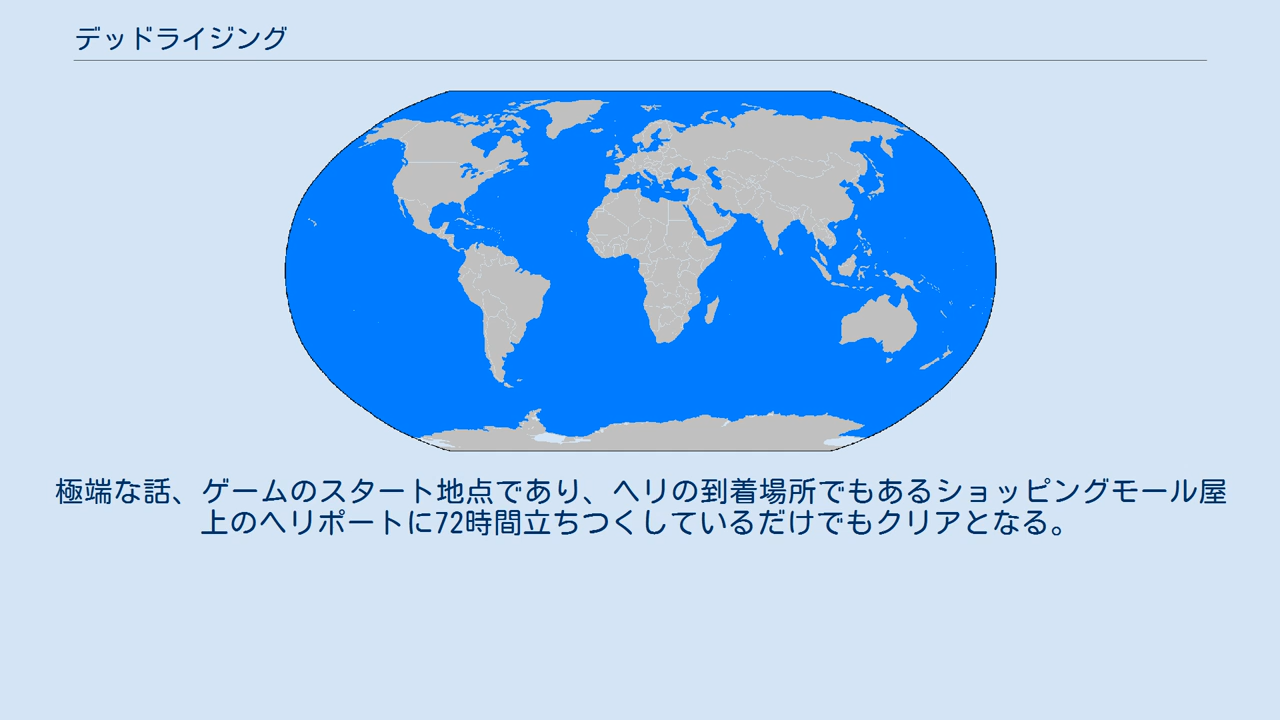 デッドライジング
極端な話、ゲームのスタート地点であり、ヘリの到着場所でもあるショッピングモール屋
上のヘリポートに72時間立ちつくしているだけでもクリアとなる。